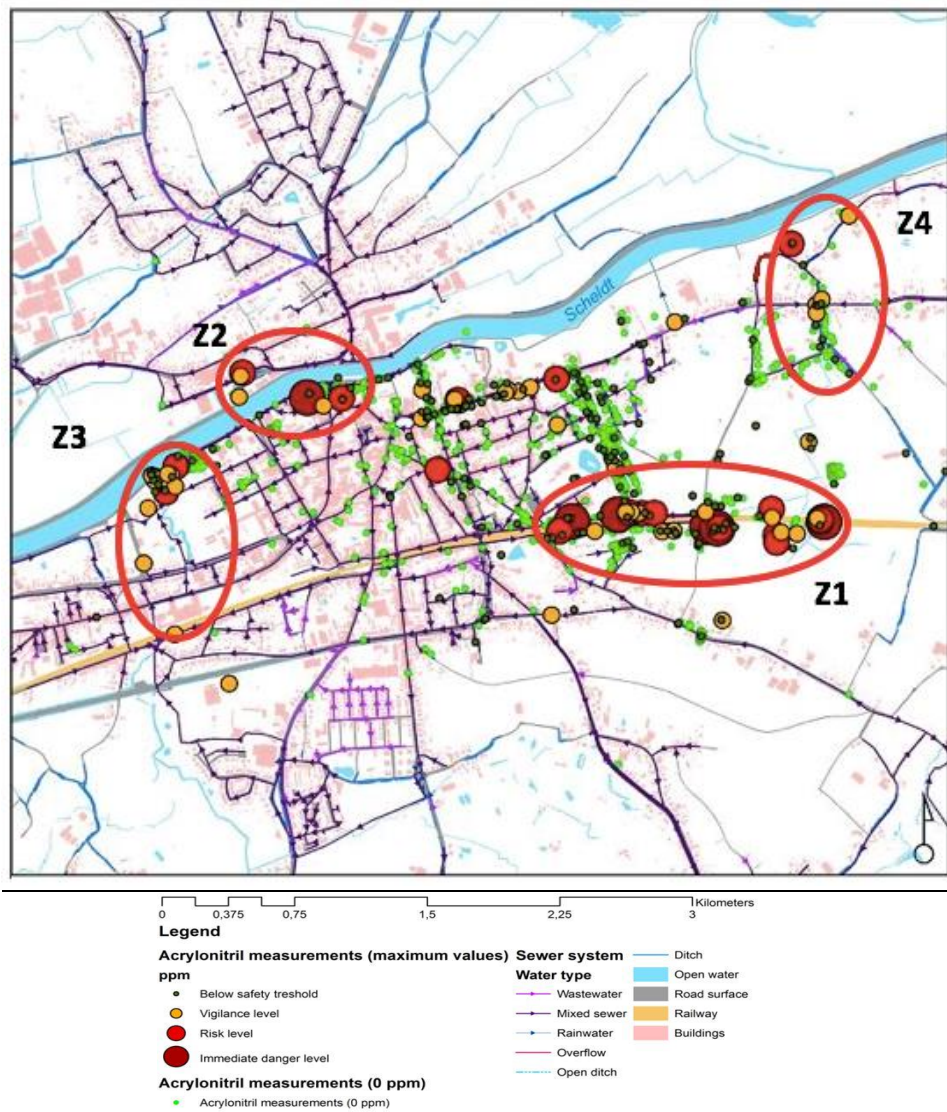 Z4
Scheldt
Z2
Z3
Z1
0 0,375 0,75 1,5 2,25 3 Kilometers
Legend
Acrylonitril measurements (maximum values)
ppm
Below safety treshold
Vigilance level
Risk level
Immediate danger level
Acrylonitril measurements (0 ppm)
Acrylonitril measurements (0 ppm)
Sewer system
Water type
Wastewater
Mixed sewer
Rainwater
Overflow
Open ditch
Ditch
Open water
Road surface
Railway
Buildings